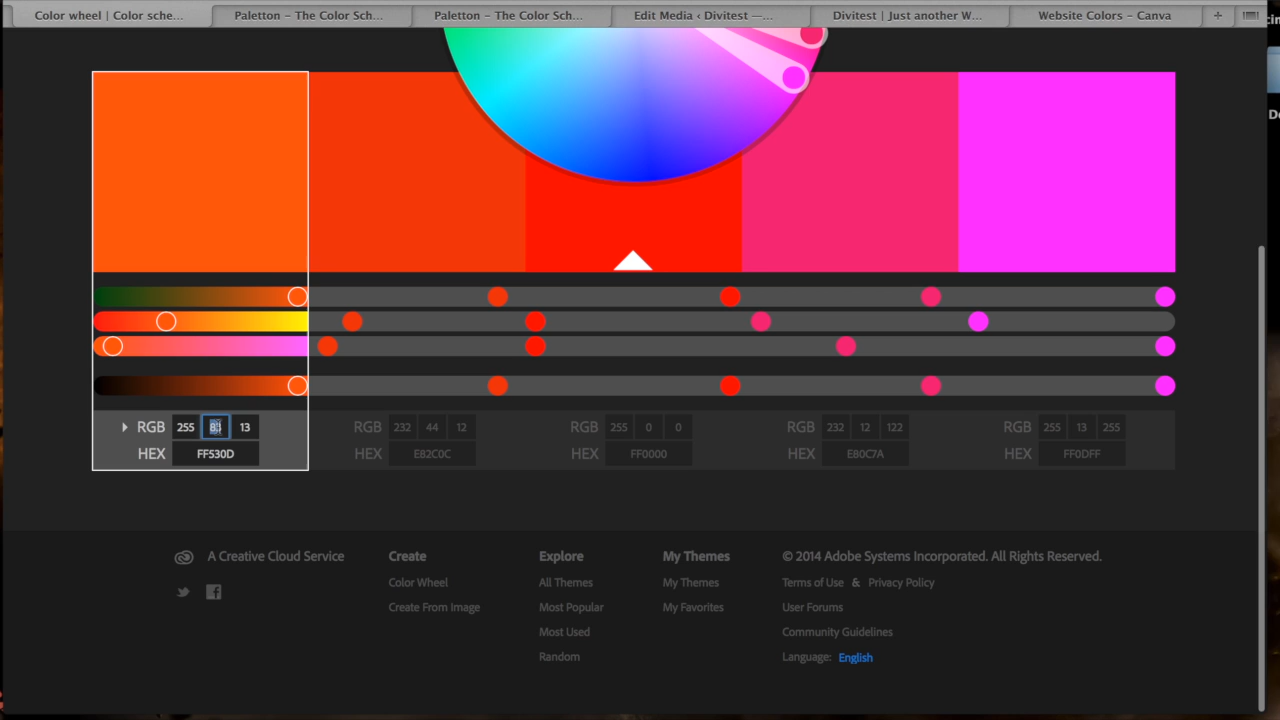 Color wheel | Color sche... Paletton – The Color Sch... Paletton – The Color Sch... Edit Media ‹ Divitest —... Divitest | Just another W... Website Colors – Canva +
RGB 255 83 13 RGB 232 44 12 RGB 255 0 0 RGB 232 12 122 RGB 255 13 255
HEX FF530D HEX E82C0C HEX FF0000 HEX E80C7A HEX FF0DFF
A Creative Cloud Service Create Explore My Themes © 2014 Adobe Systems Incorporated. All Rights Reserved.
Color Wheel All Themes My Themes Terms of Use & Privacy Policy
Create From Image Most Popular My Favorites User Forums
Most Used Community Guidelines
Random Language: English